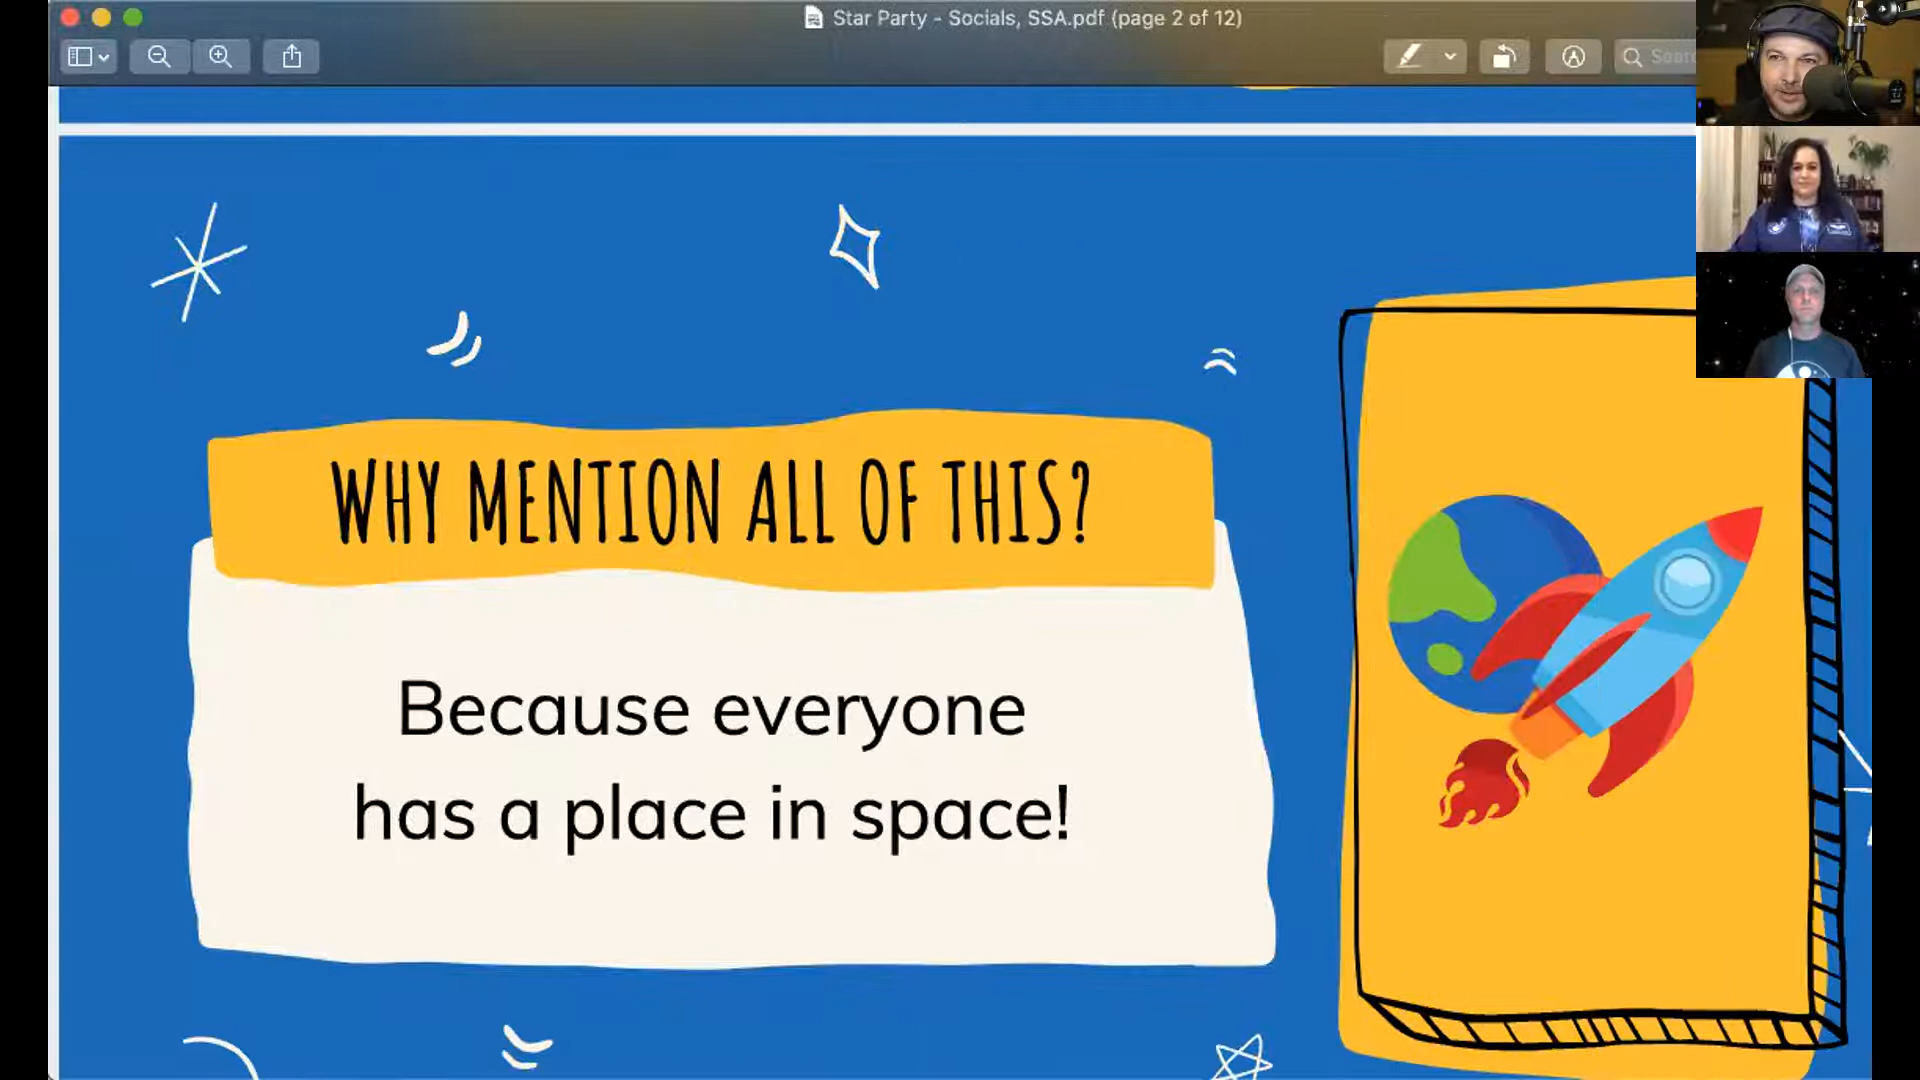 Star Party - Socials, SSA.pdf (page 2 of 12)
WHY MENTION ALL OF THIS?
Because everyone
has a place in space!